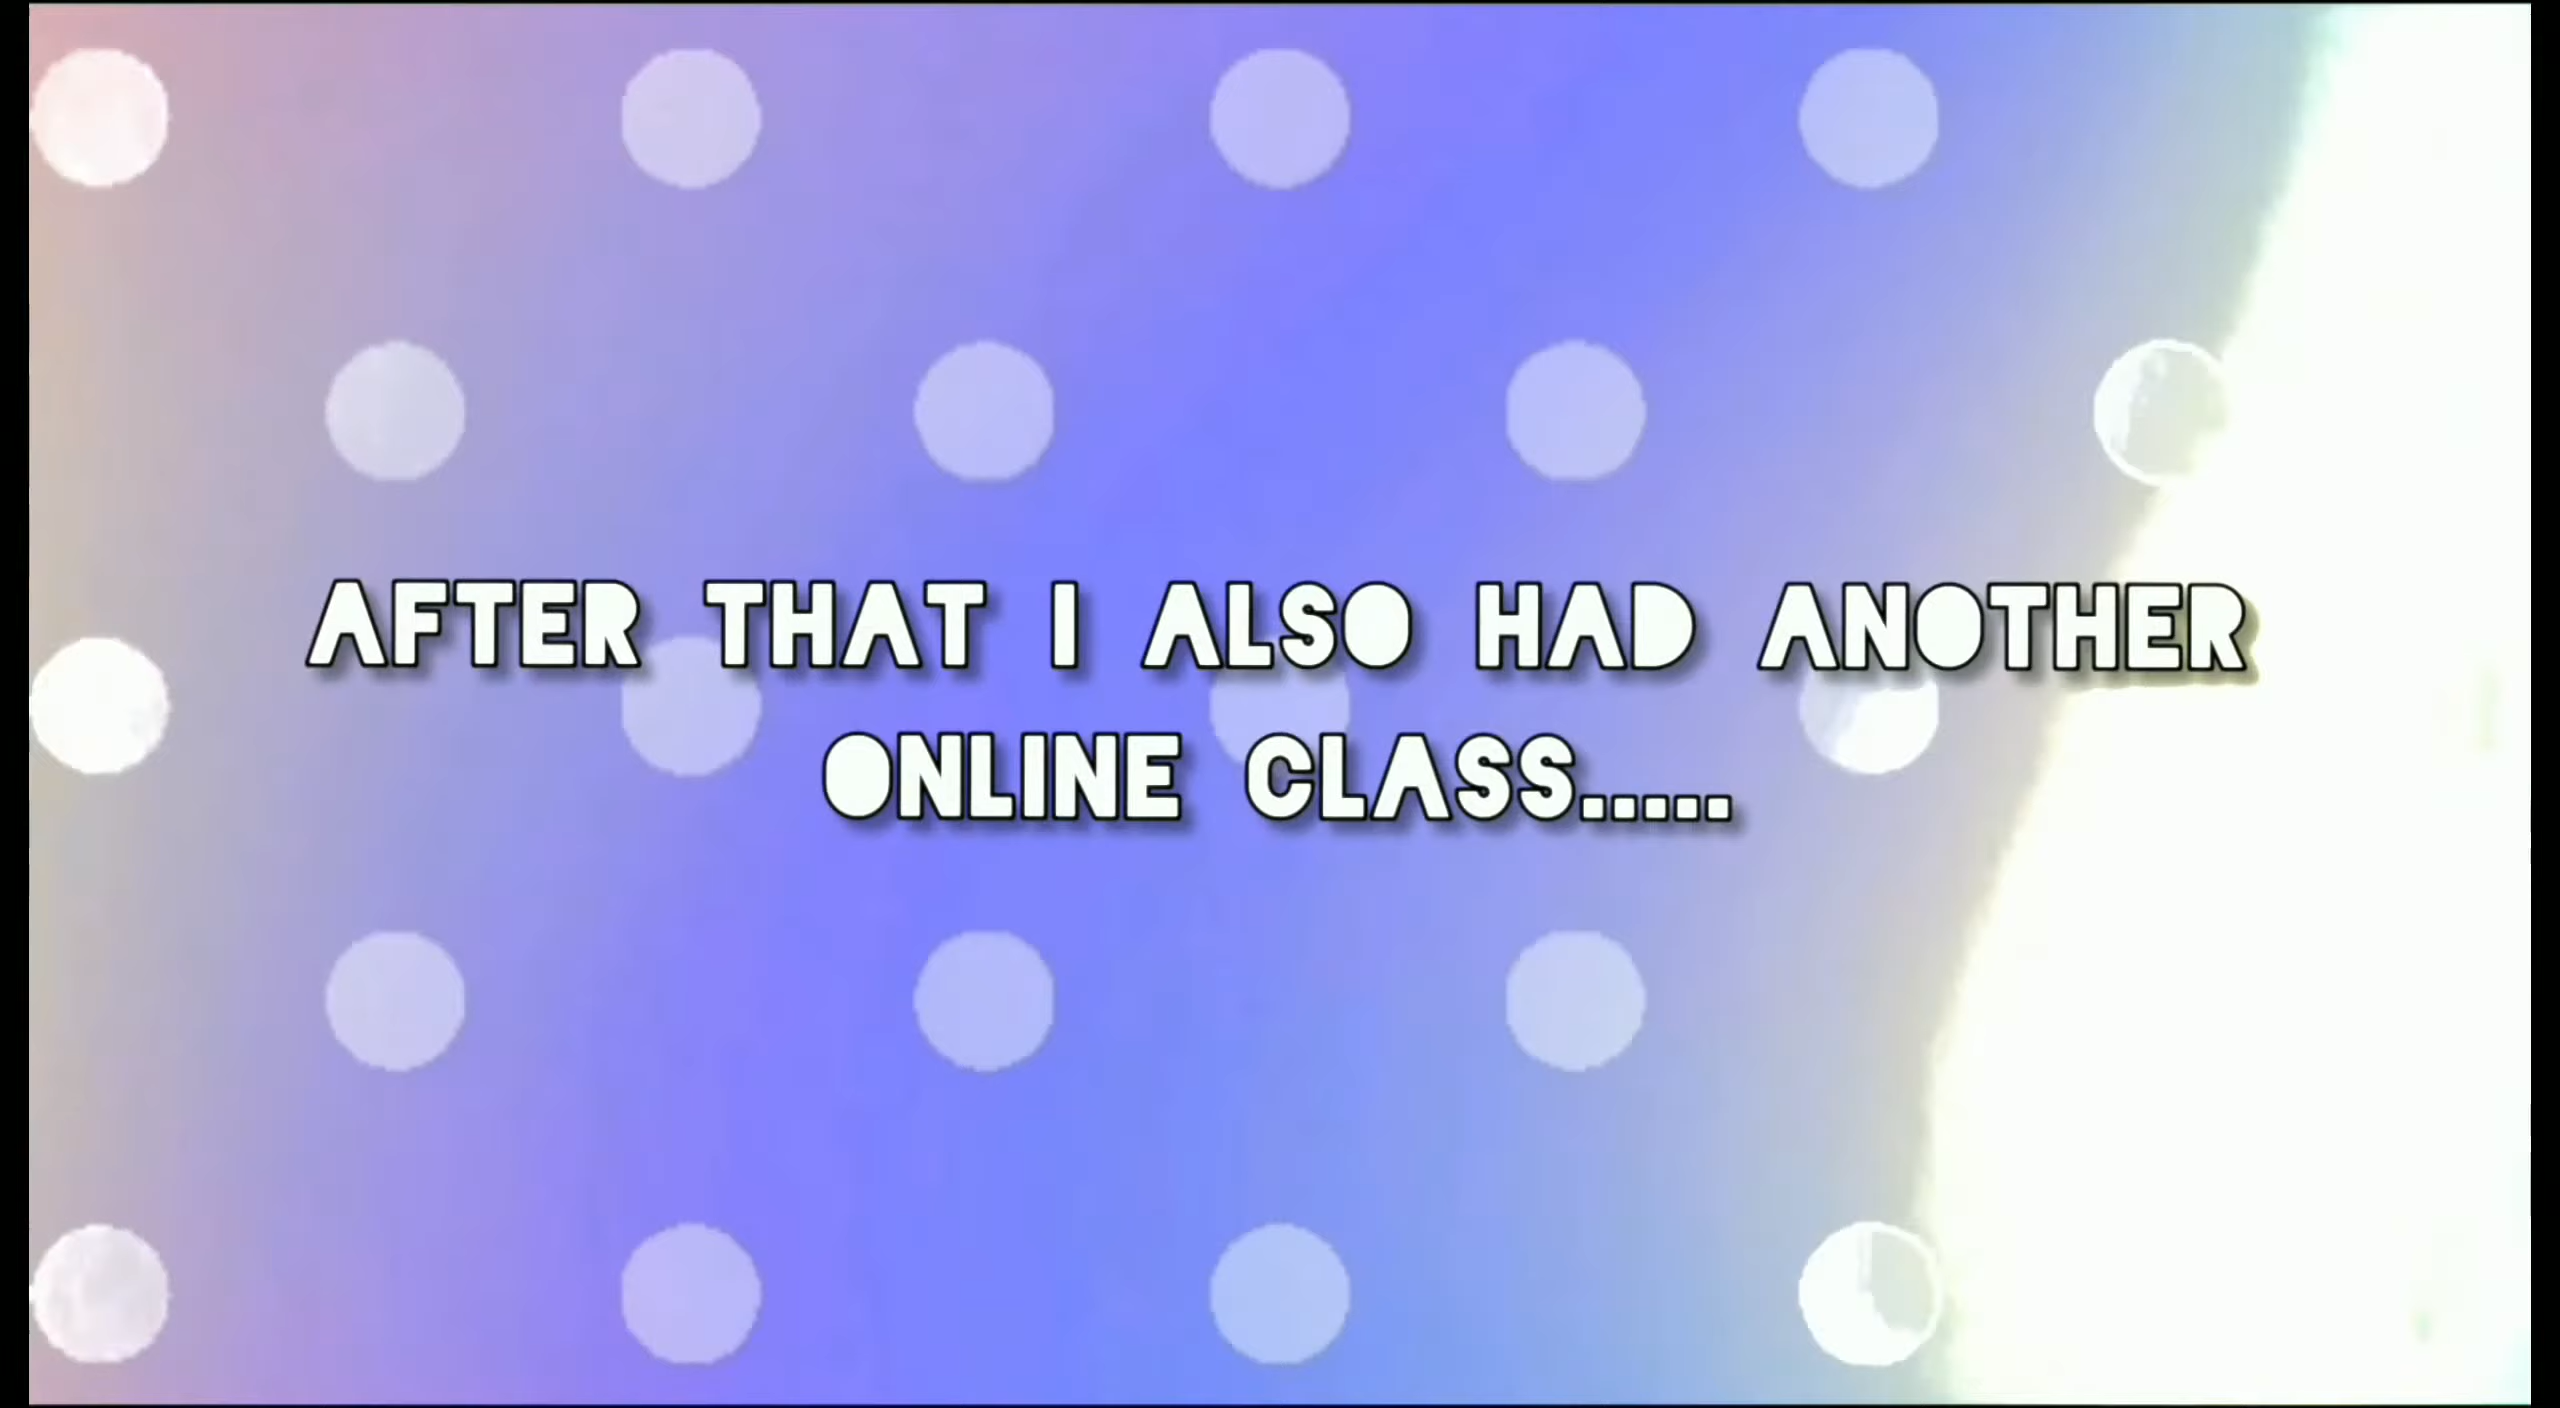 AFTER THAT I ALSO HAD ANOTHER
ONLINE CLASS.....